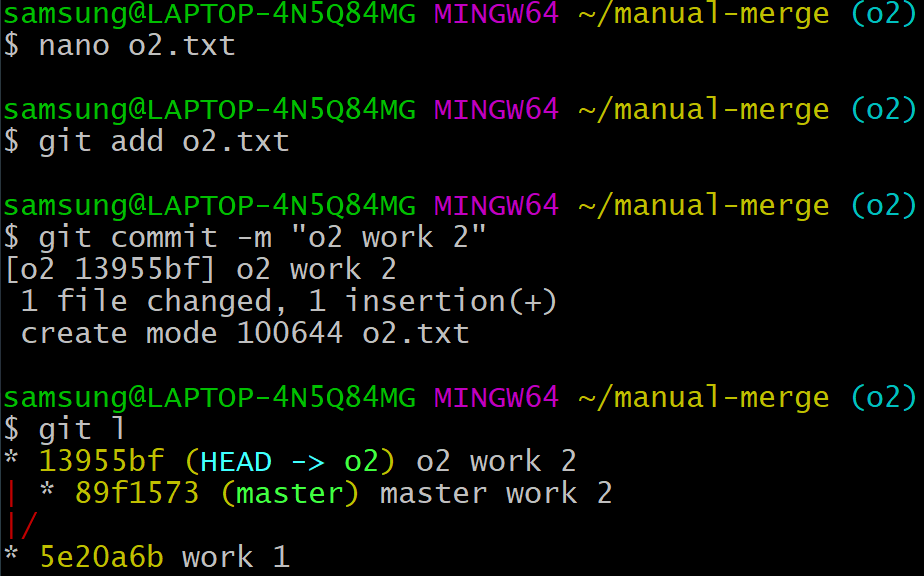 samsung@LAPTOP-4N5Q84MG MINGW64 ~/manual-merge (o2)
$ nano o2.txt
samsung@LAPTOP-4N5Q84MG MINGW64 ~/manual-merge (o2)
$ git add o2.txt
samsung@LAPTOP-4N5Q84MG MINGW64 ~/manual-merge (o2)
$ git commit -m "o2 work 2"
[o2 13955bf] o2 work 2
 1 file changed, 1 insertion(+)
 create mode 100644 o2.txt
samsung@LAPTOP-4N5Q84MG MINGW64 ~/manual-merge (o2)
$ git l
* 13955bf (HEAD -> o2) o2 work 2
| * 89f1573 (master) master work 2
|/
* 5e20a6b work 1